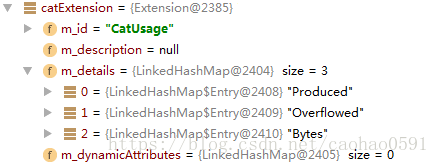 catExtension = {Extension@2385}
f m_id = "CatUsage"
f m_description = null
f m_details = {LinkedHashMap@2404} size = 3
0 = {LinkedHashMap$Entry@2408} "Produced"
1 = {LinkedHashMap$Entry@2409} "Overflowed"
2 = {LinkedHashMap$Entry@2410} "Bytes"
f m_dynamicAttributes = {LinkedHashMap@2405} size = 0
https://blog.csdn.net/caohao0591